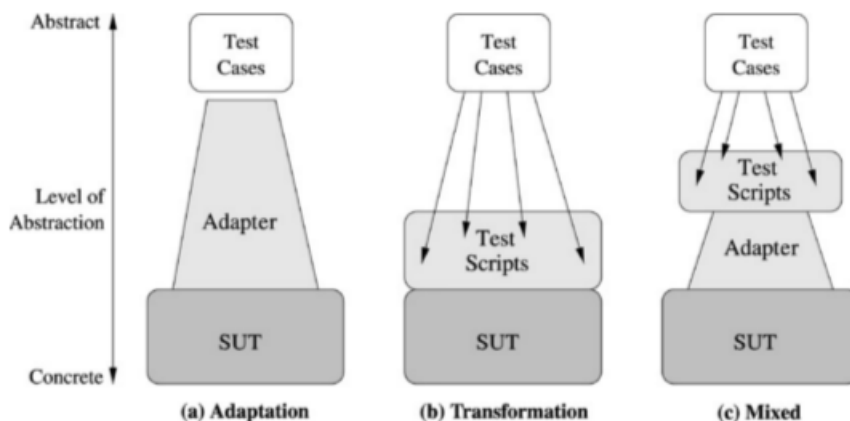 Abstract
Level of
Abstraction
Concrete
Test
Cases
Adapter
SUT
(a) Adaptation
Test
Cases
Test
Scripts
SUT
(b) Transformation
Test
Cases
Test
Scripts
Adapter
SUT
(c) Mixed